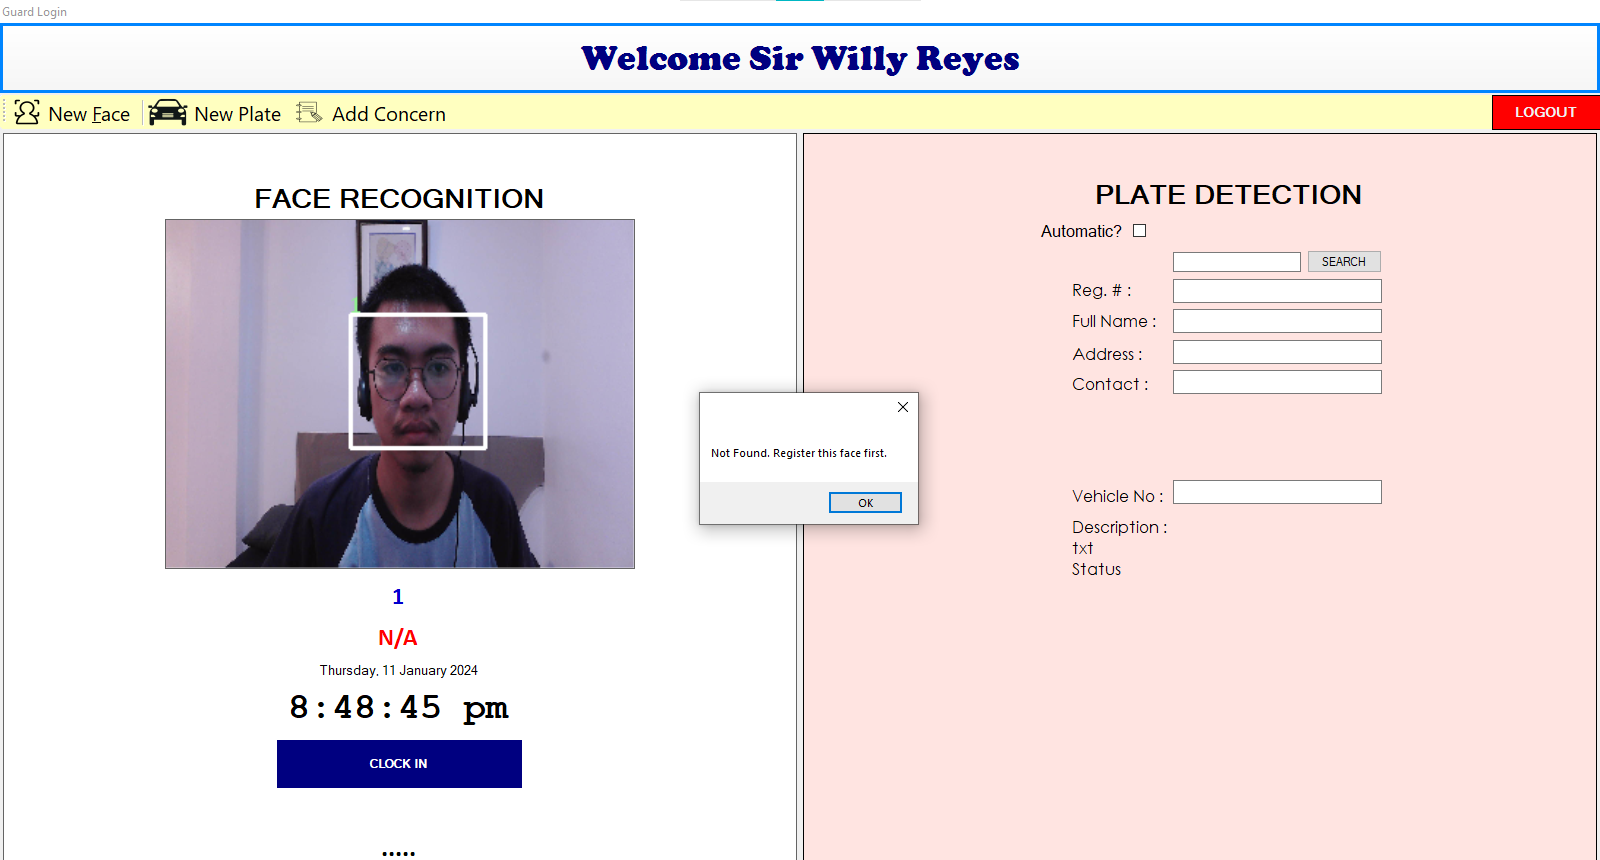 Guard Login
Welcome Sir Willy Reyes
New Face
New Plate
Add Concern
LOGOUT
FACE RECOGNITION
1
N/A
Thursday, 11 January 2024
8:48:45 pm
CLOCK IN
.....
Not Found. Register this face first.
OK
PLATE DETECTION
Automatic?
SEARCH
Reg. # :
Full Name :
Address :
Contact :
Vehicle No :
Description :
txt
Status